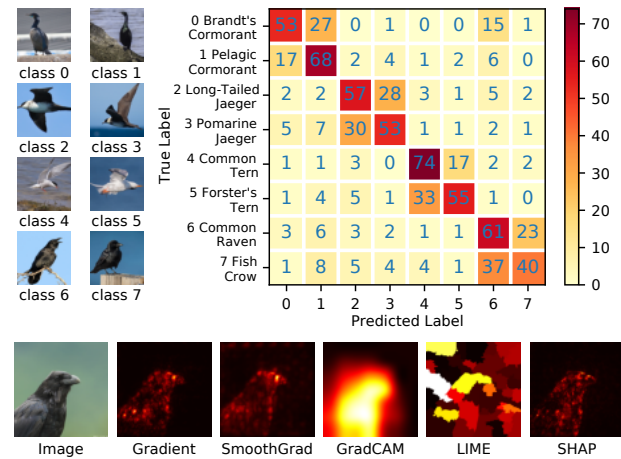 class 0 class 1
class 2 class 3
class 4 class 5
class 6 class 7
True Label
0 Brandt's
Cormorant
53 27 0 1 0 0 15 1
1 Pelagic
Cormorant
17 68 2 4 1 2 6 0
2 Long-Tailed
Jaeger
2 2 57 28 3 1 5 2
3 Pomarine
Jaeger
5 7 30 53 1 1 2 1
4 Common
Tern
1 1 3 0 74 17 2 2
5 Forster's
Tern
1 4 5 1 33 55 1 0
6 Common
Raven
3 6 3 2 1 1 61 23
7 Fish
Crow
1 8 5 4 4 1 37 40
0 1 2 3 4 5 6 7
Predicted Label
70
60
50
40
30
20
10
0
Image Gradient SmoothGrad GradCAM LIME SHAP